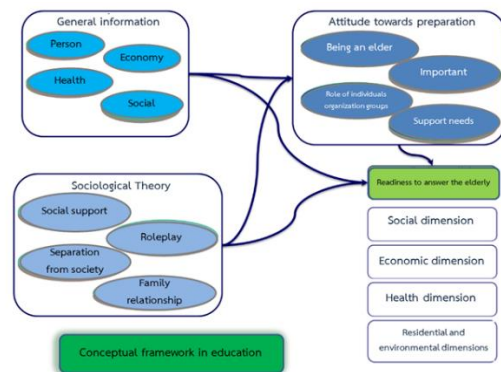 General information
Person
Economy
Health
Social
Attitude towards preparation
Being an elder
Important
Role of individuals
organization groups
Support needs
Sociological Theory
Social support
Roleplay
Separation
from society
Family
relationship
Readiness to answer the elderly
Social dimension
Economic dimension
Health dimension
Residential and
environmental dimensions
Conceptual framework in education